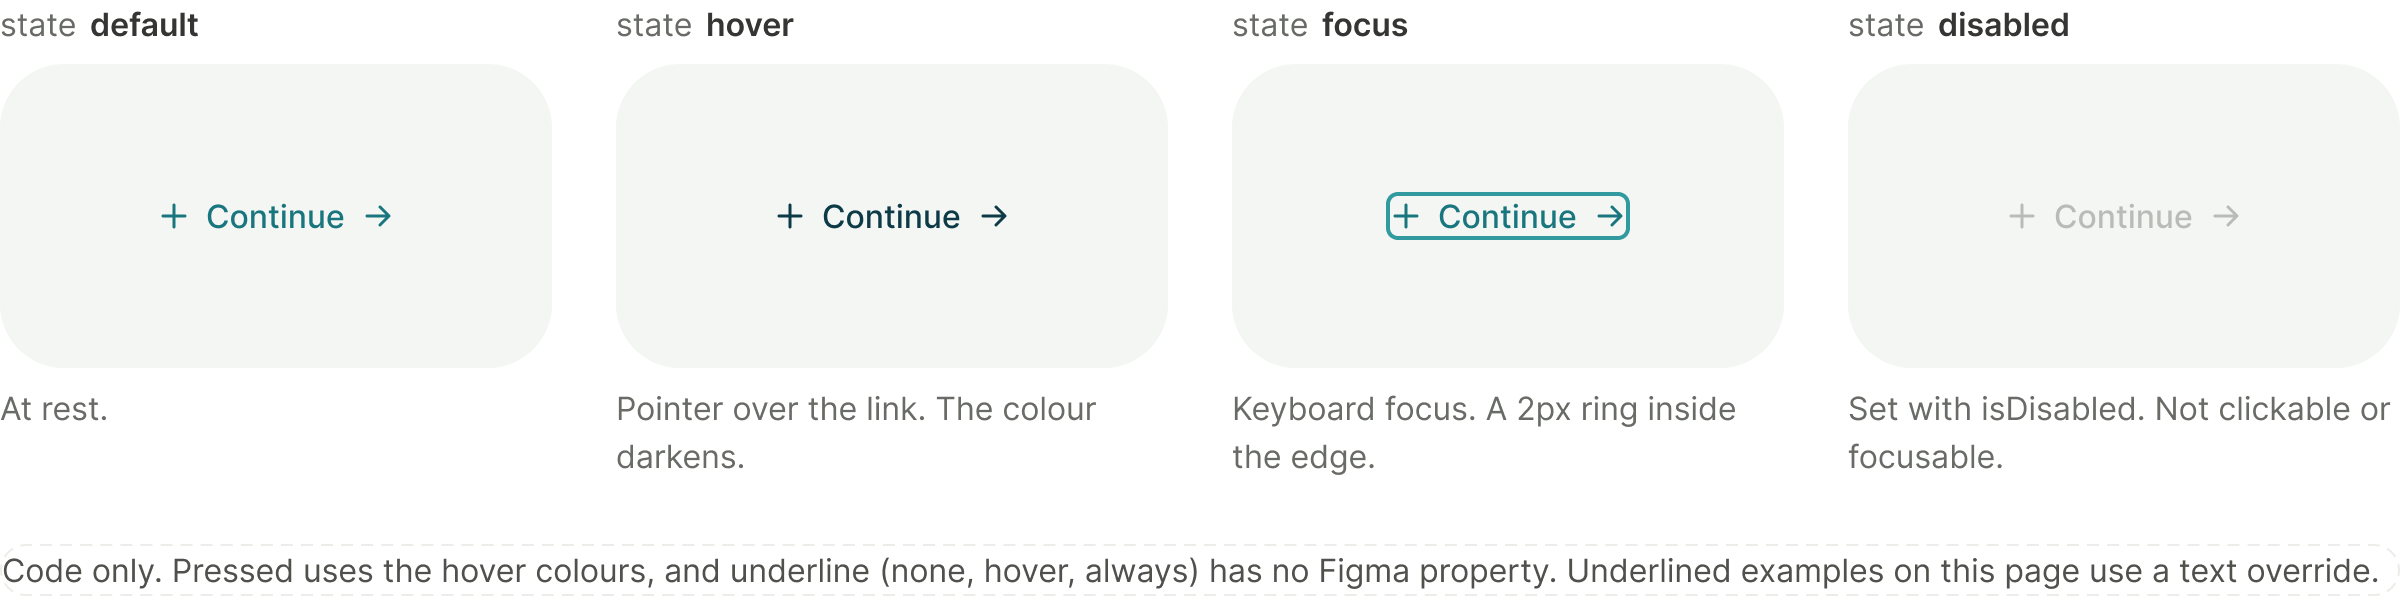 state default
state hover
state focus
state disabled
Continue
Continue
Continue
Continue
At rest.
Pointer over the link. The colour
darkens.
Keyboard focus. A 2px ring inside
the edge.
Set with isDisabled. Not clickable or
focusable.
Code only. Pressed uses the hover colours, and underline (none, hover, always) has no Figma property. Underlined examples on this page use a text override.